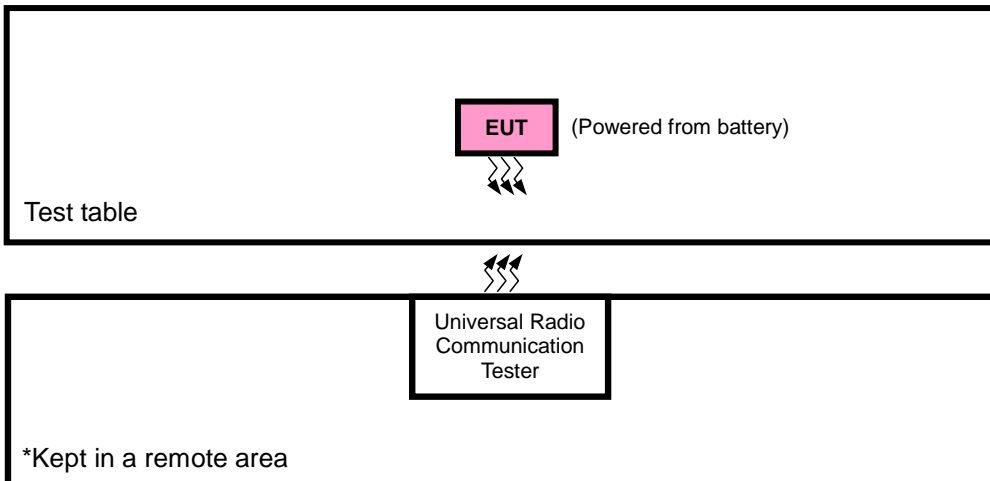 EUT
(Powered from battery)
Test table
Universal Radio
Communication
Tester
*Kept in a remote area